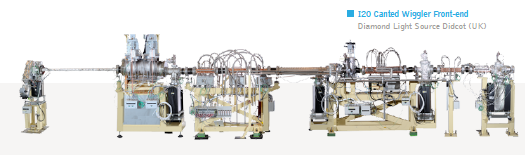 I20 Canted Wiggler Front-end
Diamond Light Source Didcot (UK)